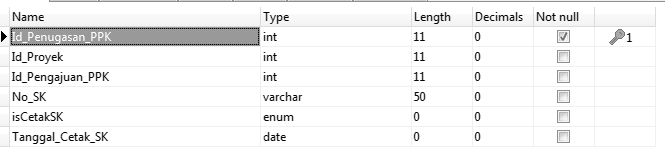 Name Type Length Decimals Not null
Id_Penugasan_PPK int 11 0 1
Id_Proyek int 11 0
Id_Pengajuan_PPK int 11 0
No_SK varchar 50 0
isCetakSK enum 0 0
Tanggal_Cetak_SK date 0 0